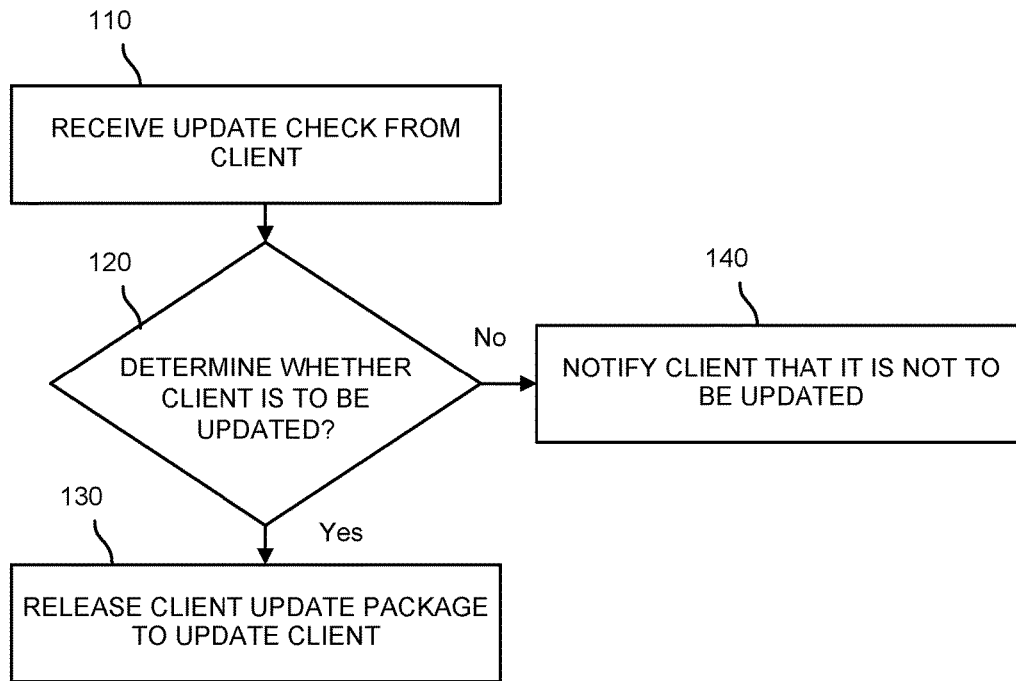 110
RECEIVE UPDATE CHECK FROM
CLIENT
120
DETERMINE WHETHER
CLIENT IS TO BE
UPDATED?
No
140
NOTIFY CLIENT THAT IT IS NOT TO
BE UPDATED
Yes
130
RELEASE CLIENT UPDATE PACKAGE
TO UPDATE CLIENT